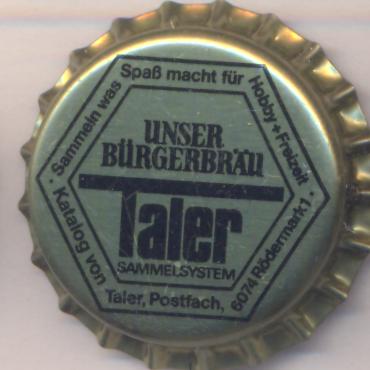 Sammeln was Spaß macht für Hobby + Freizeit
UNSER
BÜRGERBRÄU
Taler
SAMMELSYSTEM
· Katalog von Taler, Postfach, 6074 Rödermark 1 ·